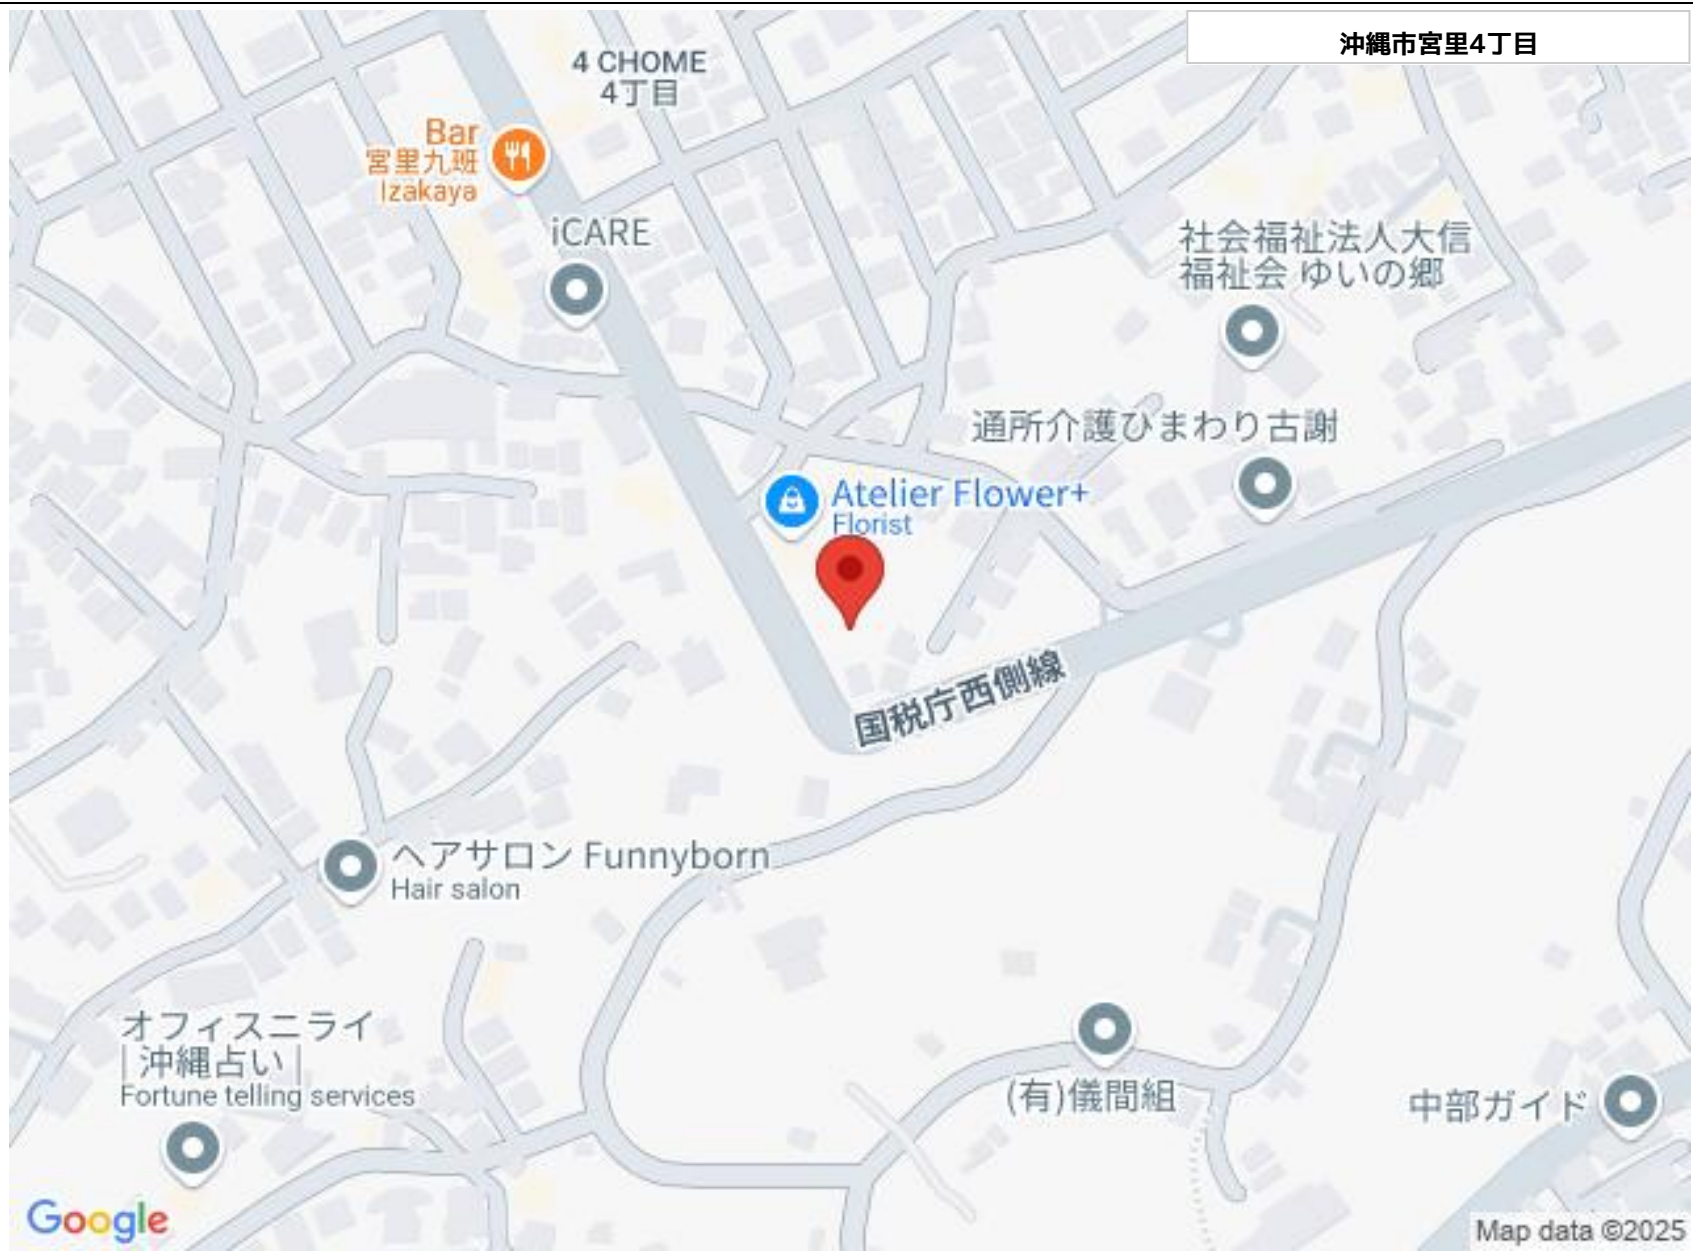 沖縄市宮里4丁目
4 CHOME
4丁目
Bar
宮里九班
Izakaya
iCARE
社会福祉法人大信
福祉会 ゆいの郷
通所介護ひまわり古謝
Atelier Flower+
Florist
国税庁西側線
ヘアサロン Funnyborn
Hair salon
オフィスニライ
| 沖縄占い |
Fortune telling services
(有)儀間組
中部ガイド
Google
Map data ©2025